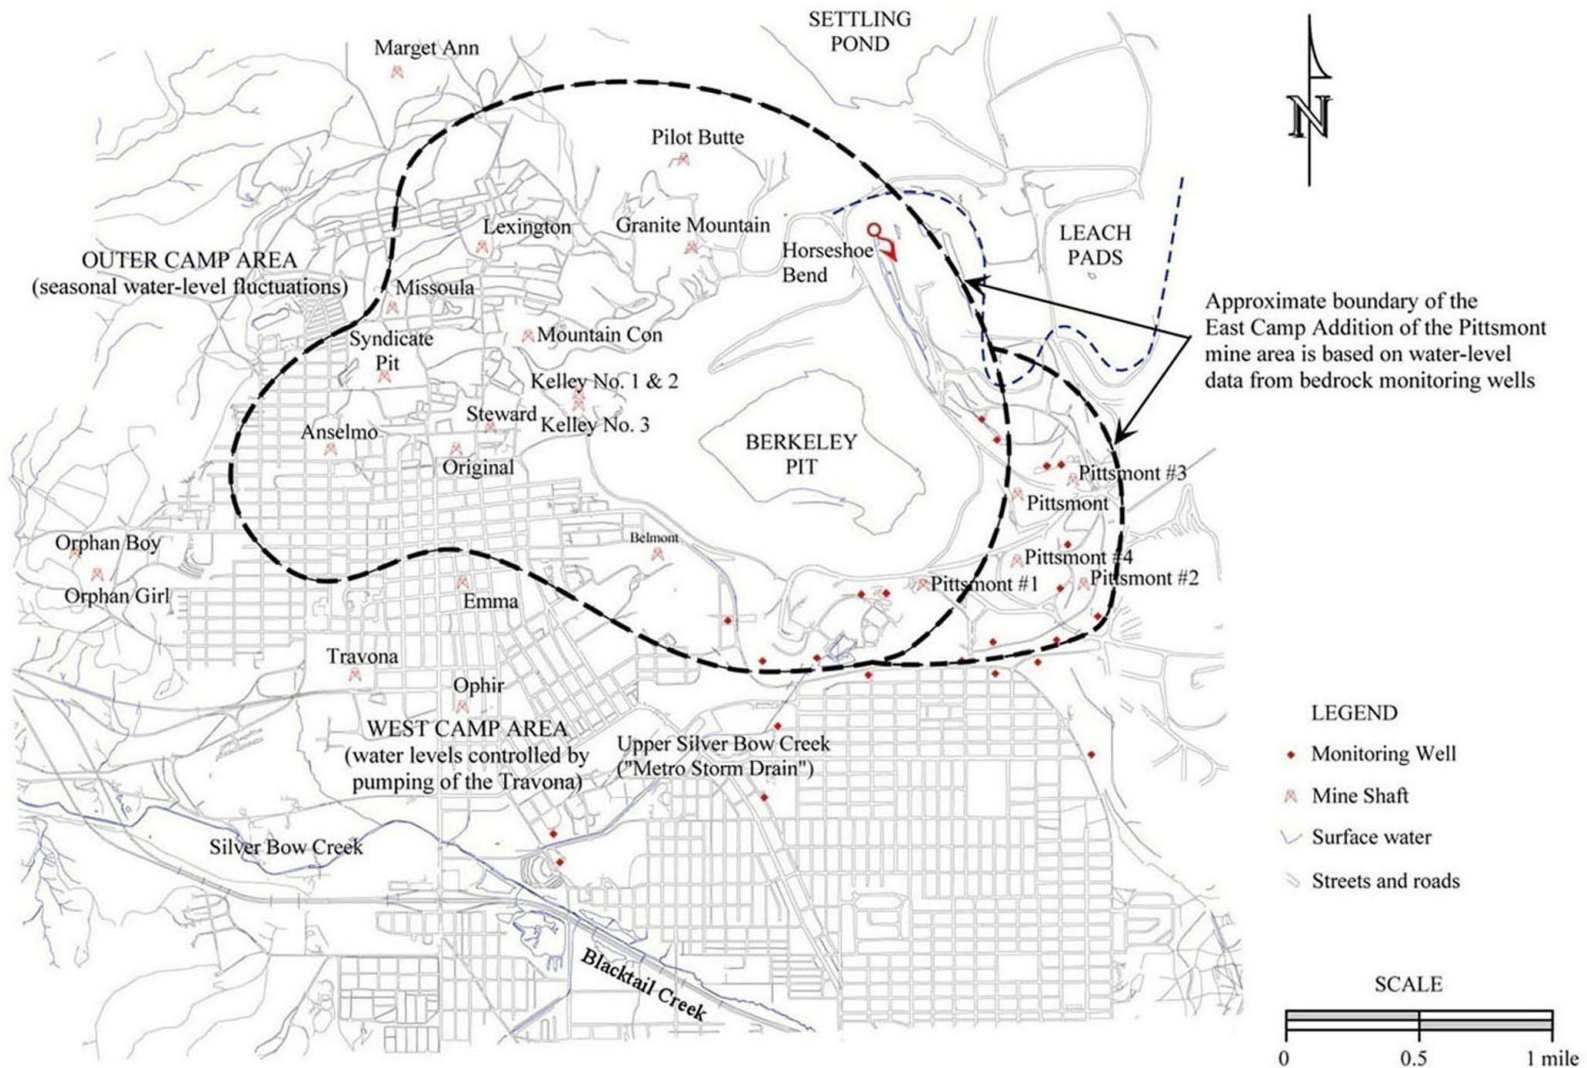 SETTLING
POND
Marget Ann
N
Pilot Butte
Lexington
Granite Mountain
Horseshoe
Bend
LEACH
PADS
OUTER CAMP AREA
(seasonal water-level fluctuations)
Missoula
Approximate boundary of the
East Camp Addition of the Pittsmont
mine area is based on water-level
data from bedrock monitoring wells
Syndicate
Pit
Mountain Con
Kelley No. 1 & 2
Steward
Kelley No. 3
Anselmo
Original
BERKELEY
PIT
Pittsmont #3
Pittsmont
Orphan Boy
Belmont
Pittsmont #4
Pittsmont #1
Pittsmont #2
Orphan Girl
Emma
Travona
Ophir
WEST CAMP AREA
(water levels controlled by
pumping of the Travona)
Upper Silver Bow Creek
("Metro Storm Drain")
Silver Bow Creek
Blacktail Creek
LEGEND
Monitoring Well
Mine Shaft
Surface water
Streets and roads
SCALE
0 0.5 1 mile